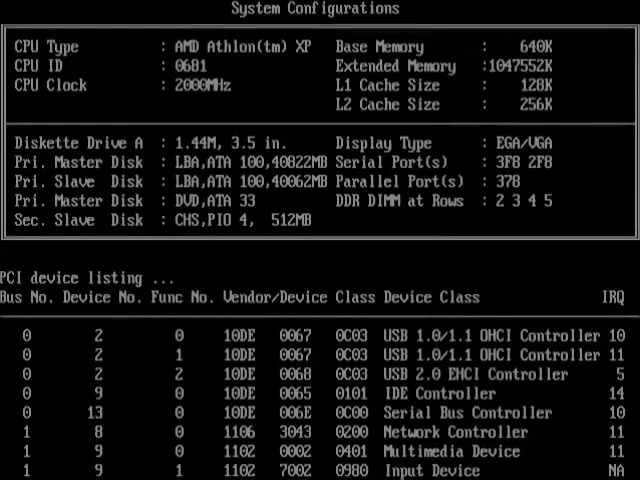 System Configurations
CPU Type : AMD Athlon(tm) XP Base Memory : 640K
CPU ID : 0681 Extended Memory :1047552K
CPU Clock : 2000MHz L1 Cache Size : 128K
L2 Cache Size : 256K
Diskette Drive A : 1.44M, 3.5 in. Display Type : EGA/VGA
Pri. Master Disk : LBA,ATA 100,40822MB Serial Port(s) : 3F8 2F8
Pri. Slave Disk : LBA,ATA 100,40062MB Parallel Port(s) : 378
Pri. Master Disk : DVD,ATA 33 DDR DIMM at Rows : 2 3 4 5
Sec. Slave Disk : CHS,PIO 4, 512MB
PCI device listing ...
Bus No. Device No. Func No. Vendor/Device Class Device Class IRQ
0 2 0 10DE 0067 0C03 USB 1.0/1.1 OHCI Controller 10
0 2 1 10DE 0067 0C03 USB 1.0/1.1 OHCI Controller 11
0 2 2 10DE 0068 0C03 USB 2.0 EHCI Controller 5
0 9 0 10DE 0065 0101 IDE Controller 14
0 13 0 10DE 006E 0C00 Serial Bus Controller 10
1 8 0 1106 3043 0200 Network Controller 11
1 9 0 1102 0002 0401 Multimedia Device 11
1 9 1 1102 7002 0980 Input Device NA